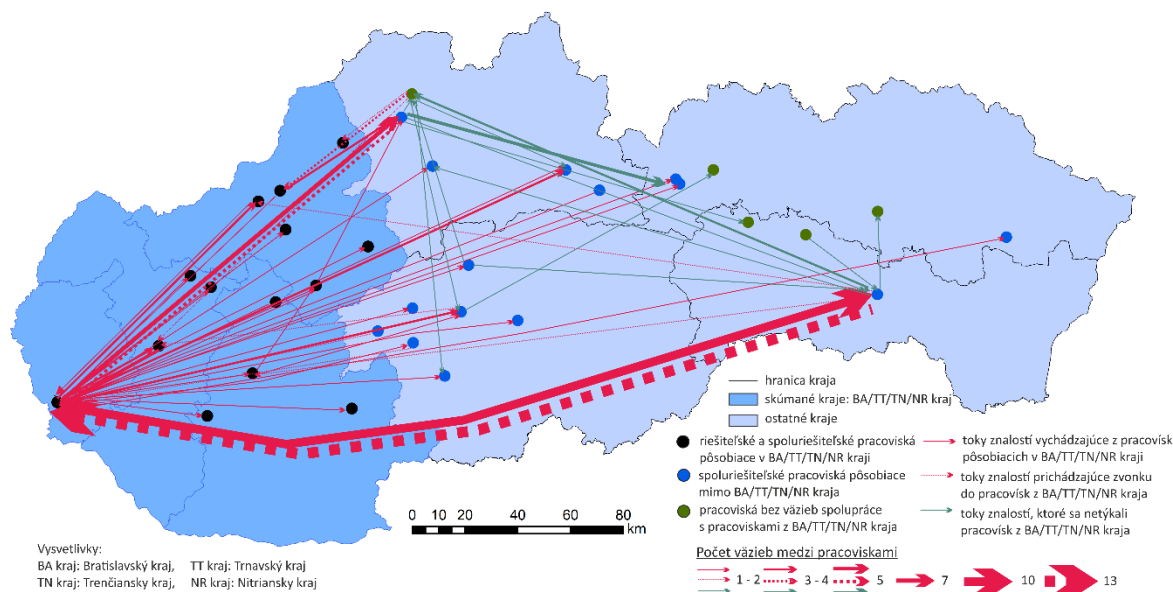 hranica kraja
skúmané kraje: BA/TT/TN/NR kraj
ostatné kraje
riešiteľské a spoluriešiteľské pracoviská
pôsobiace v BA/TT/TN/NR kraji
spoluriešiteľské pracoviská pôsobiace
mimo BA/TT/TN/NR kraja
pracoviská bez väzieb spolupráce
s pracoviskami z BA/TT/TN/NR kraja
toky znalostí vychádzajúce z pracovísk
pôsobiacich v BA/TT/TN/NR kraji
toky znalostí prichádzajúce zvonku
do pracovísk z BA/TT/TN/NR kraja
toky znalostí, ktoré sa netýkali
pracovísk z BA/TT/TN/NR kraja
0 10 20 40 60 80
km
Vysvetlivky:
BA kraj: Bratislavský kraj, TT kraj: Trnavský kraj
TN kraj: Trenčiansky kraj, NR kraj: Nitriansky kraj
Počet väzieb medzi pracoviskami
1 - 2 3 - 4 5 7 10 13